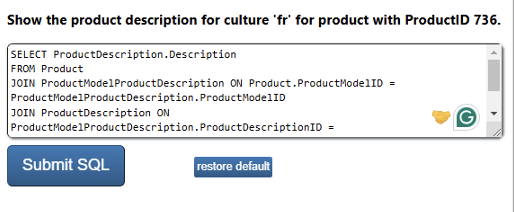 Show the product description for culture 'fr' for product with ProductID 736.
SELECT ProductDescription.Description
FROM Product
JOIN ProductModelProductDescription ON Product.ProductModelID =
ProductModelProductDescription.ProductModelID
JOIN ProductDescription ON
ProductModelProductDescription.ProductDescriptionID =
Submit SQL
restore default